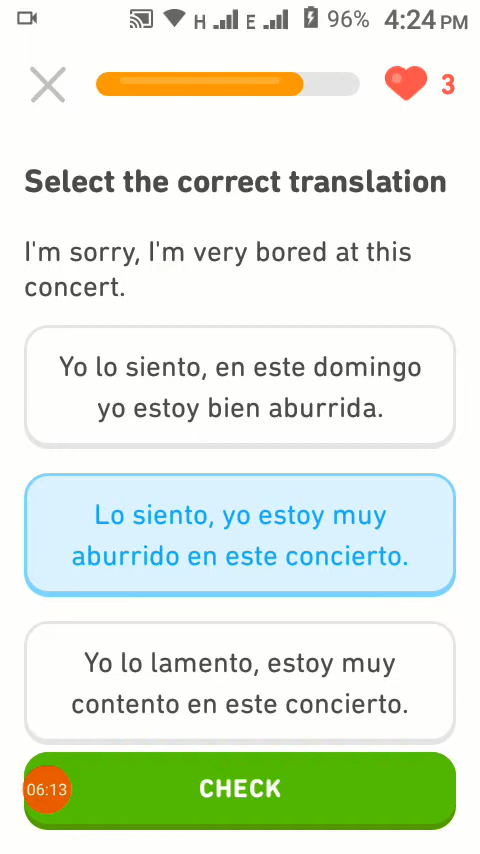 H E 96% 4:24 PM
3
Select the correct translation
I'm sorry, I'm very bored at this
concert.
Yo lo siento, en este domingo
yo estoy bien aburrida.
Lo siento, yo estoy muy
aburrido en este concierto.
Yo lo lamento, estoy muy
contento en este concierto.
06:13
CHECK